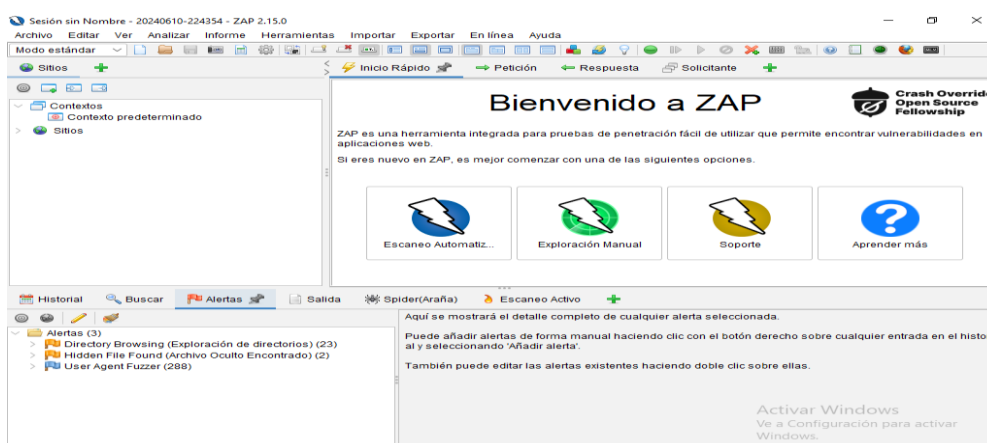 Sesión sin Nombre - 20240610-224354 - ZAP 2.15.0
Archivo Editar Ver Analizar Informe Herramientas Importar Exportar En línea Ayuda
Modo estándar
Sitios
Inicio Rápido Petición Respuesta Solicitante
Contextos
Contexto predeterminado
Sitios
Bienvenido a ZAP
Crash Overrid
Open Source
Fellowship
ZAP es una herramienta integrada para pruebas de penetración fácil de utilizar que permite encontrar vulnerabilidades en
aplicaciones web.
Si eres nuevo en ZAP, es mejor comenzar con una de las siguientes opciones.
Escaneo Automatiz...
Exploración Manual
Soporte
Aprender más
Historial Buscar Alertas Salida Spider(Araña) Escaneo Activo
Alertas (3)
Directory Browsing (Exploración de directorios) (23)
Hidden File Found (Archivo Oculto Encontrado) (2)
User Agent Fuzzer (288)
Aquí se mostrará el detalle completo de cualquier alerta seleccionada.
Puede añadir alertas de forma manual haciendo clic con el botón derecho sobre cualquier entrada en el histo
al y seleccionando 'Añadir alerta'.
También puede editar las alertas existentes haciendo doble clic sobre ellas.
Activar Windows
Ve a Configuración para activar
Windows.